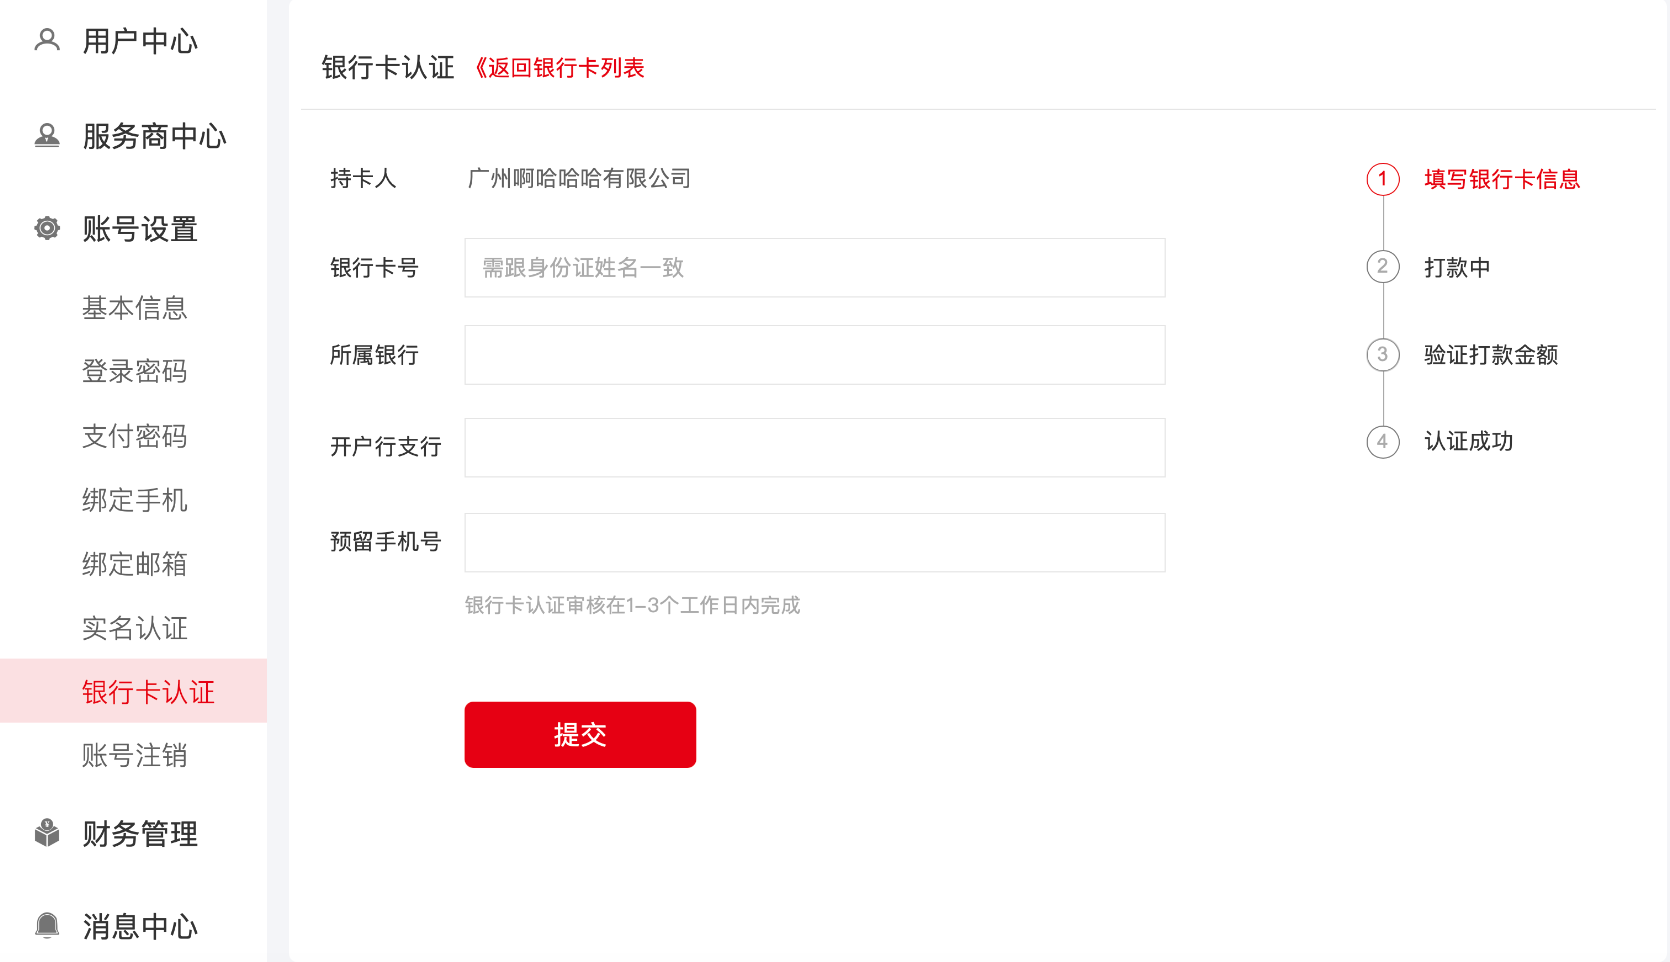 用户中心
服务商中心
账号设置
基本信息
登录密码
支付密码
绑定手机
绑定邮箱
实名认证
银行卡认证
账号注销
财务管理
消息中心
银行卡认证 《返回银行卡列表
持卡人 广州啊哈哈哈有限公司
银行卡号 需跟身份证姓名一致
所属银行
开户行支行
预留手机号
银行卡认证审核在1-3个工作日内完成
提交
1 填写银行卡信息
2 打款中
3 验证打款金额
4 认证成功